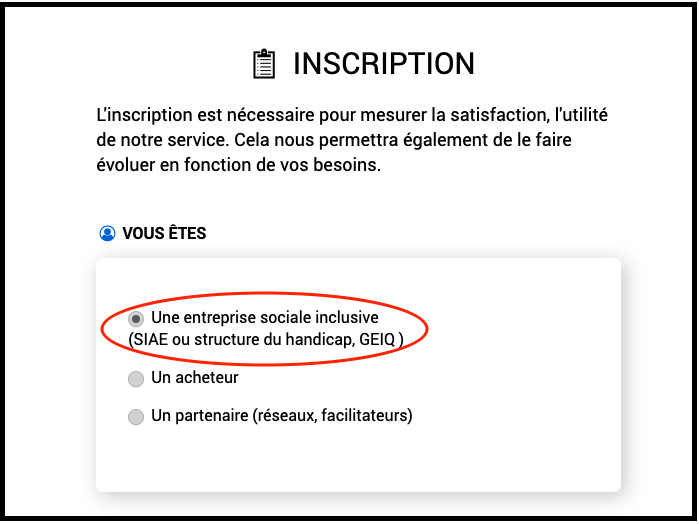 INSCRIPTION
L'inscription est nécessaire pour mesurer la satisfaction, l'utilité
de notre service. Cela nous permettra également de le faire
évoluer en fonction de vos besoins.
VOUS ÊTES
Une entreprise sociale inclusive
(SIAE ou structure du handicap, GEIQ )
Un acheteur
Un partenaire (réseaux, facilitateurs)